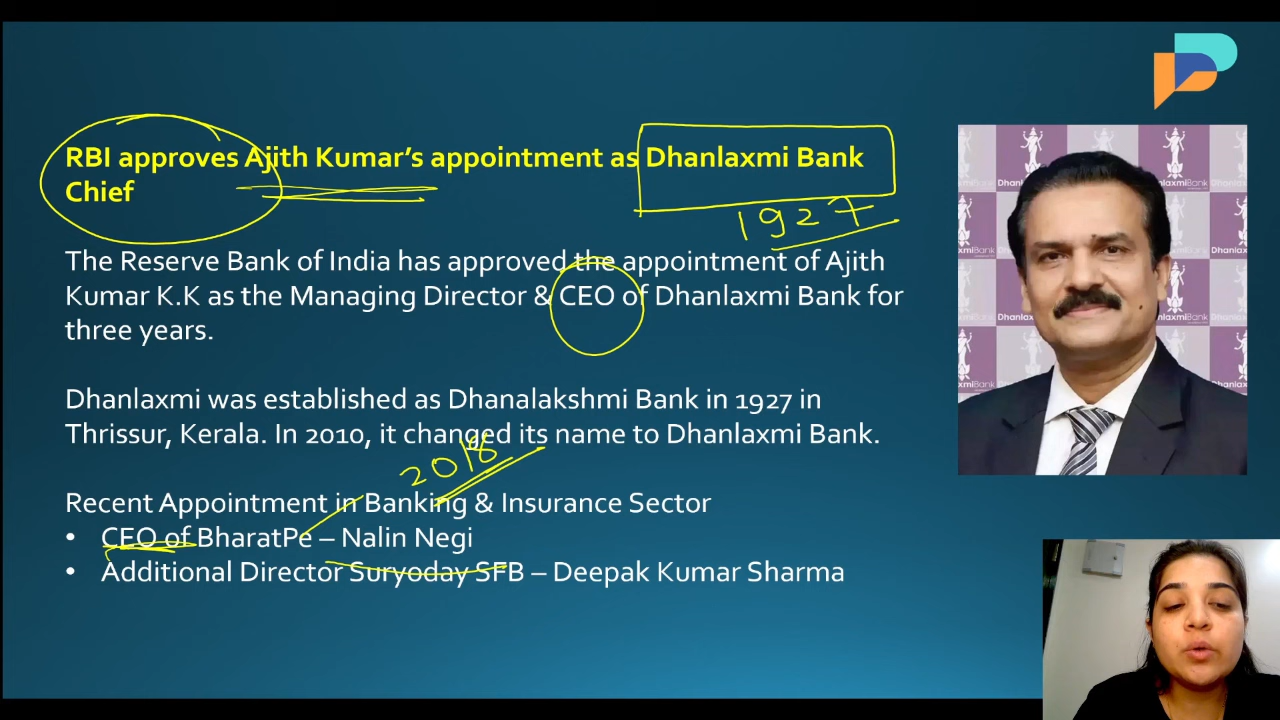 RBI approves Ajith Kumar's appointment as Dhanlaxmi Bank
Chief
1927
The Reserve Bank of India has approved the appointment of Ajith
Kumar K.K as the Managing Director & CEO of Dhanlaxmi Bank for
three years.
Dhanlaxmi was established as Dhanalakshmi Bank in 1927 in
Thrissur, Kerala. In 2010, it changed its name to Dhanlaxmi Bank.
2018
Recent Appointment in Banking & Insurance Sector
• CEO of BharatPe – Nalin Negi
• Additional Director Suryoday SFB – Deepak Kumar Sharma
DhanlaxmiBank